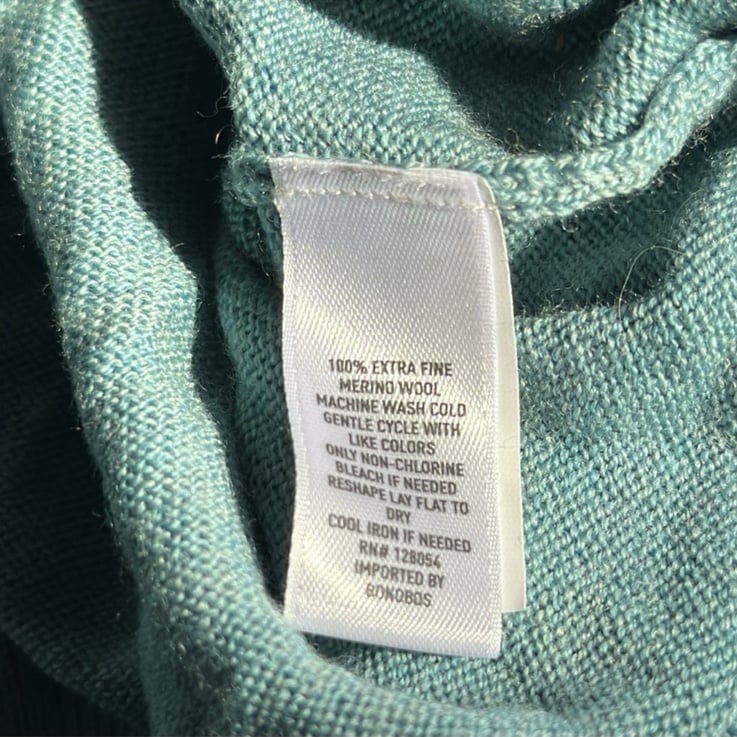 100% EXTRA FINE
MERINO WOOL
MACHINE WASH COLD
GENTLE CYCLE WITH
LIKE COLORS
ONLY NON-CHLORINE
BLEACH IF NEEDED
RESHAPE LAY FLAT TO
DRY
COOL IRON IF NEEDED
RN# 128054
IMPORTED BY
BONOBOS